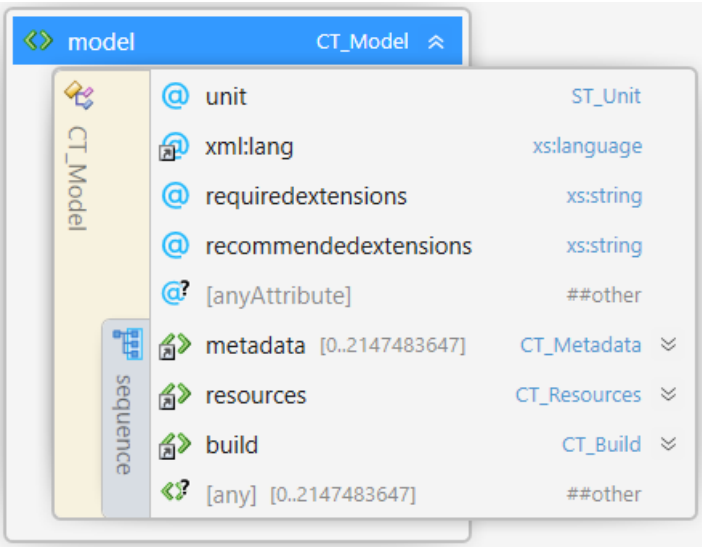 model CT_Model
CT_Model
@ unit ST_Unit
@ xml:lang xs:language
@ requiredextensions xs:string
@ recommendedextensions xs:string
@? [anyAttribute] ##other
sequence
metadata [0..2147483647] CT_Metadata
resources CT_Resources
build CT_Build
? [any] [0..2147483647] ##other